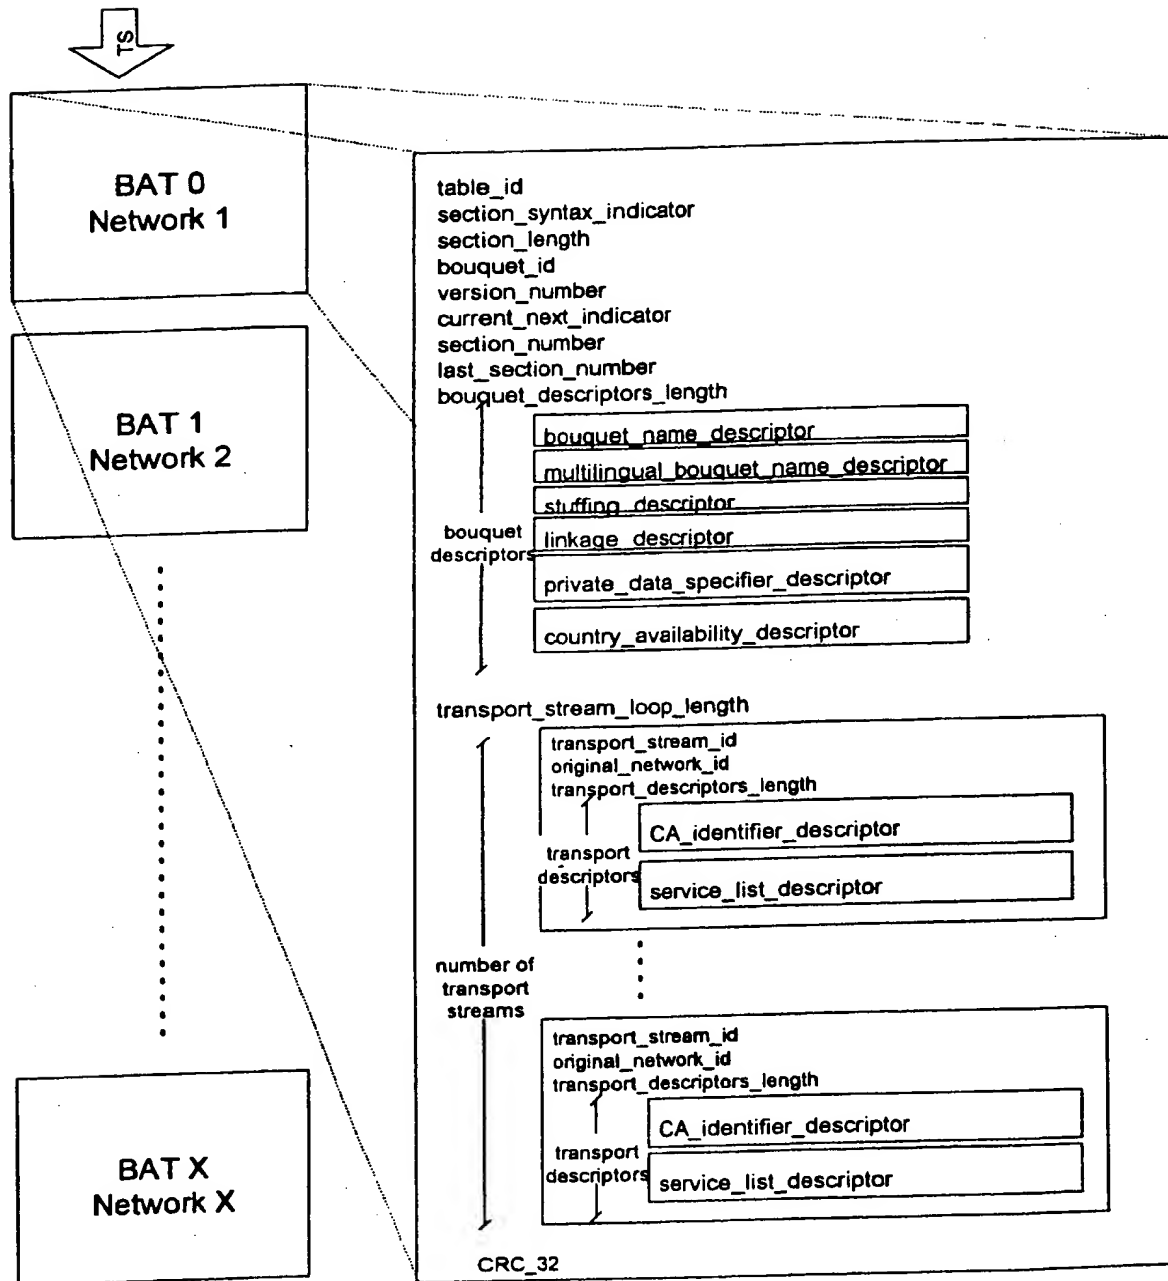 TS
BAT 0
Network 1
BAT 1
Network 2
BAT X
Network X
table_id
section_syntax_indicator
section_length
bouquet_id
version_number
current_next_indicator
section_number
last_section_number
bouquet_descriptors_length
bouquet
descriptors
bouquet_name_descriptor
multilingual_bouquet_name_descriptor
stuffing_descriptor
linkage_descriptor
private_data_specifier_descriptor
country_availability_descriptor
transport_stream_loop_length
number of
transport
streams
transport_stream_id
original_network_id
transport_descriptors_length
transport
descriptors
CA_identifier_descriptor
service_list_descriptor
transport_stream_id
original_network_id
transport_descriptors_length
transport
descriptors
CA_identifier_descriptor
service_list_descriptor
CRC_32